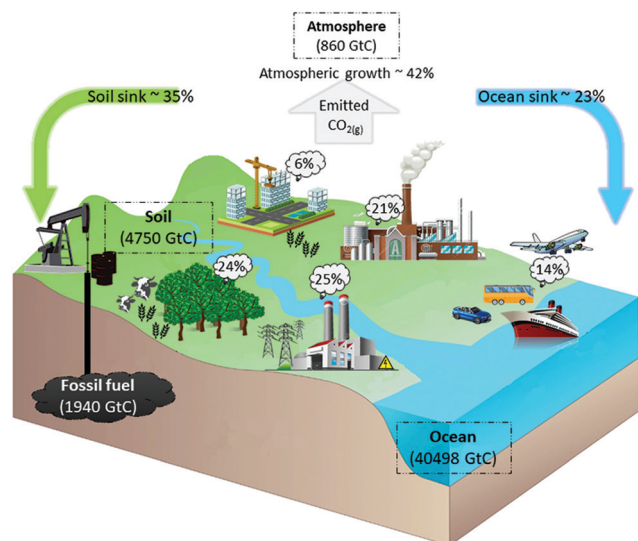 Atmosphere
(860 GtC)
Atmospheric growth ~ 42%
Soil sink ~ 35%
Ocean sink ~ 23%
Emitted
CO2(g)
6%
21%
Soil
(4750 GtC)
24%
25%
14%
Fossil fuel
(1940 GtC)
Ocean
(40498 GtC)